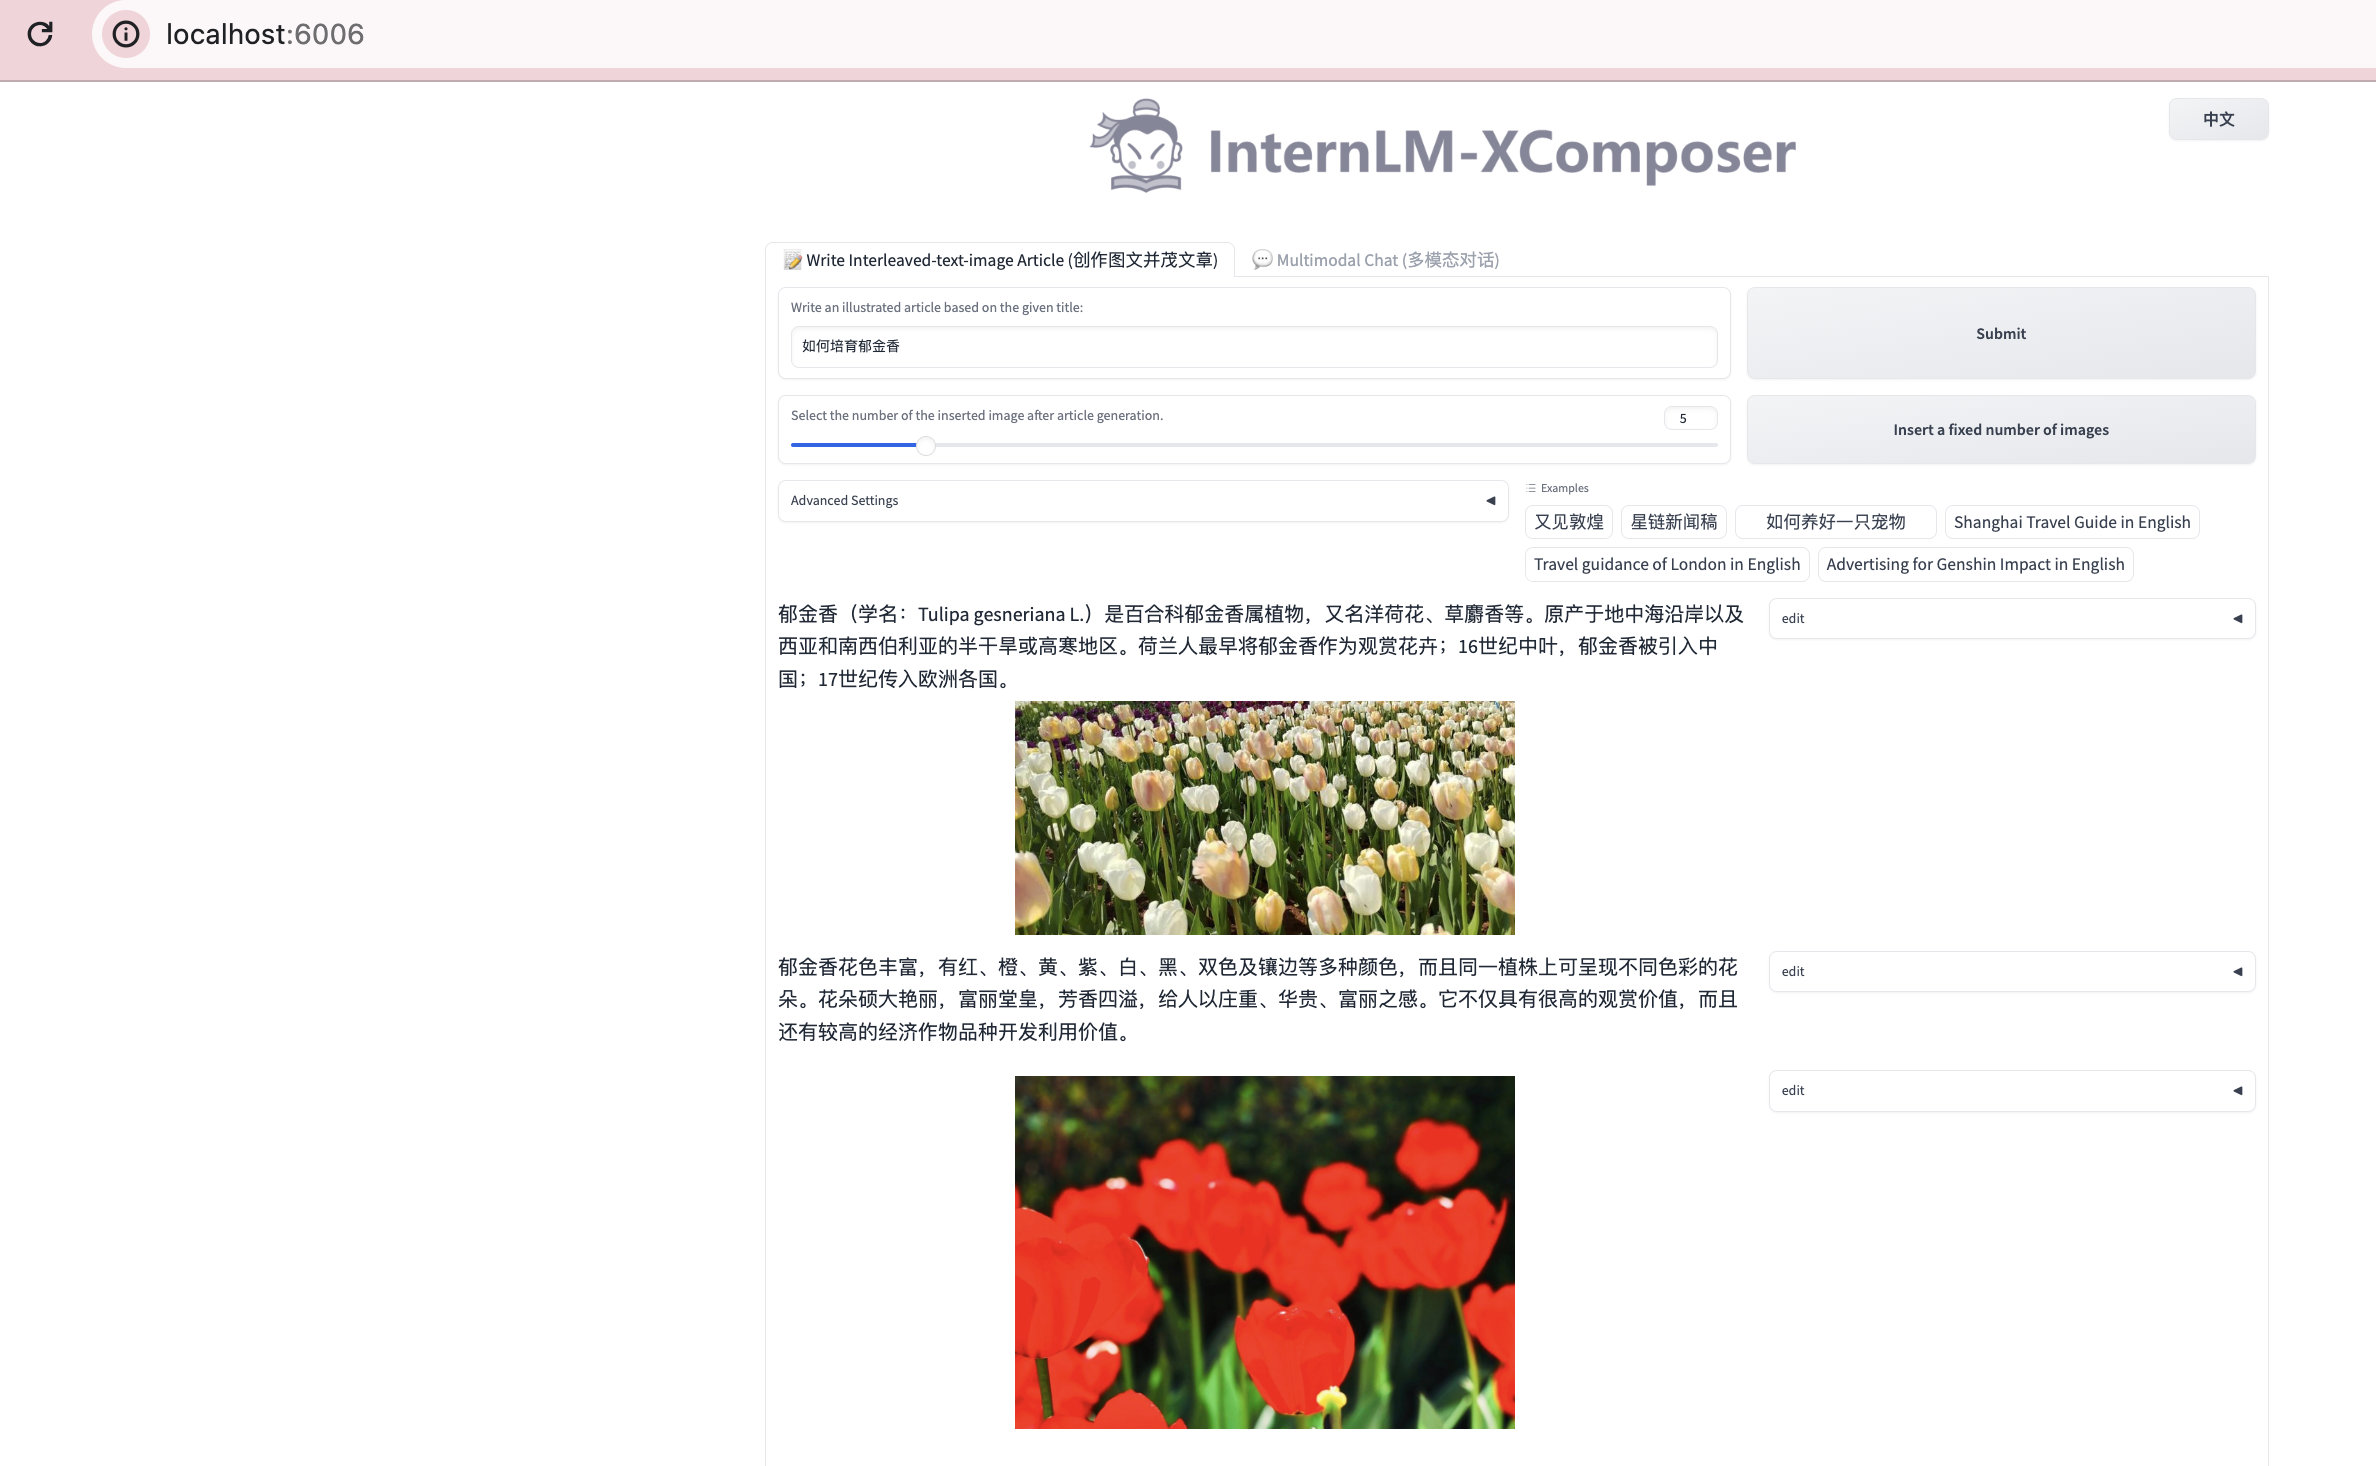 localhost:6006
InternLM-XComposer
中文
📝 Write Interleaved-text-image Article (创作图文并茂文章)
💬 Multimodal Chat (多模态对话)
Write an illustrated article based on the given title:
如何培育郁金香
Submit
Select the number of the inserted image after article generation.
5
Insert a fixed number of images
Advanced Settings
Examples
又见敦煌
星链新闻稿
如何养好一只宠物
Shanghai Travel Guide in English
Travel guidance of London in English
Advertising for Genshin Impact in English
郁金香（学名：Tulipa gesneriana L.）是百合科郁金香属植物，又名洋荷花、草麝香等。原产于地中海沿岸以及
西亚和南西伯利亚的半干旱或高寒地区。荷兰人最早将郁金香作为观赏花卉；16世纪中叶，郁金香被引入中
国；17世纪传入欧洲各国。
edit
郁金香花色丰富，有红、橙、黄、紫、白、黑、双色及镶边等多种颜色，而且同一植株上可呈现不同色彩的花
朵。花朵硕大艳丽，富丽堂皇，芳香四溢，给人以庄重、华贵、富丽之感。它不仅具有很高的观赏价值，而且
还有较高的经济作物品种开发利用价值。
edit
edit